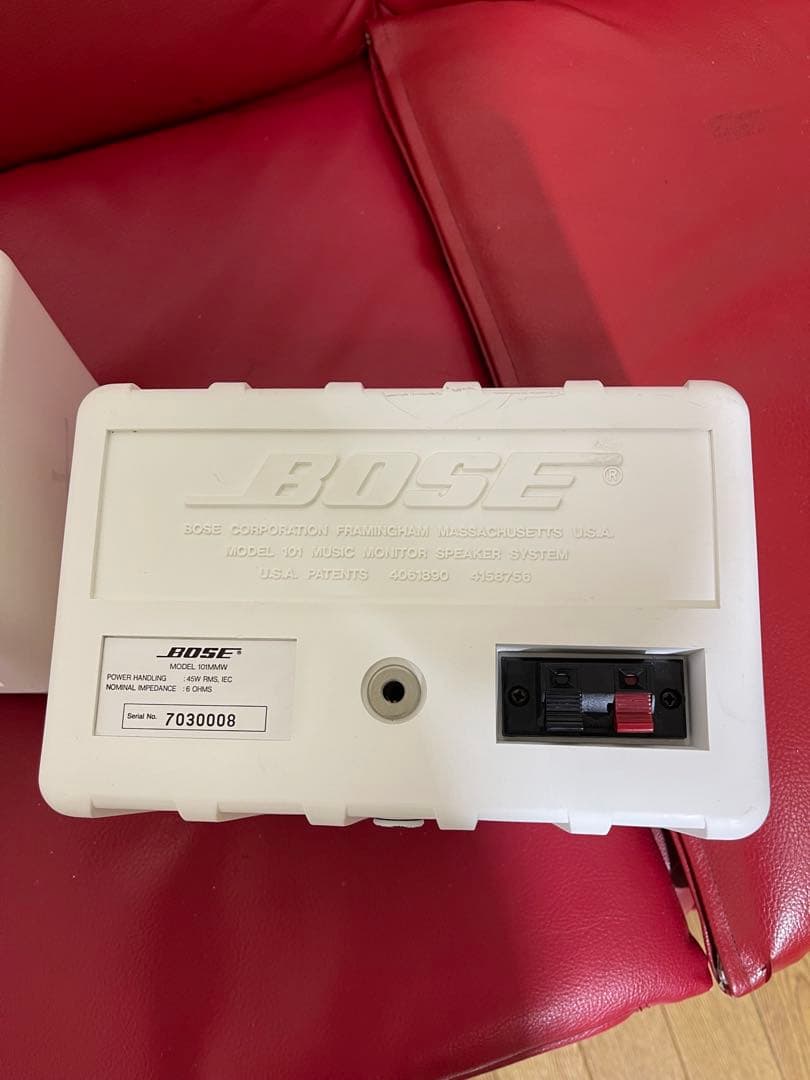 BOSE®
BOSE CORPORATION FRAMINGHAM MASSACHUSETTS U.S.A.
MODEL 101 MUSIC MONITOR SPEAKER SYSTEM
U.S.A. PATENTS 4061890 4158756
BOSE®
MODEL 101MMW
POWER HANDLING : 45W RMS, IEC
NOMINAL IMPEDANCE : 6 OHMS
Serial No. 7030008